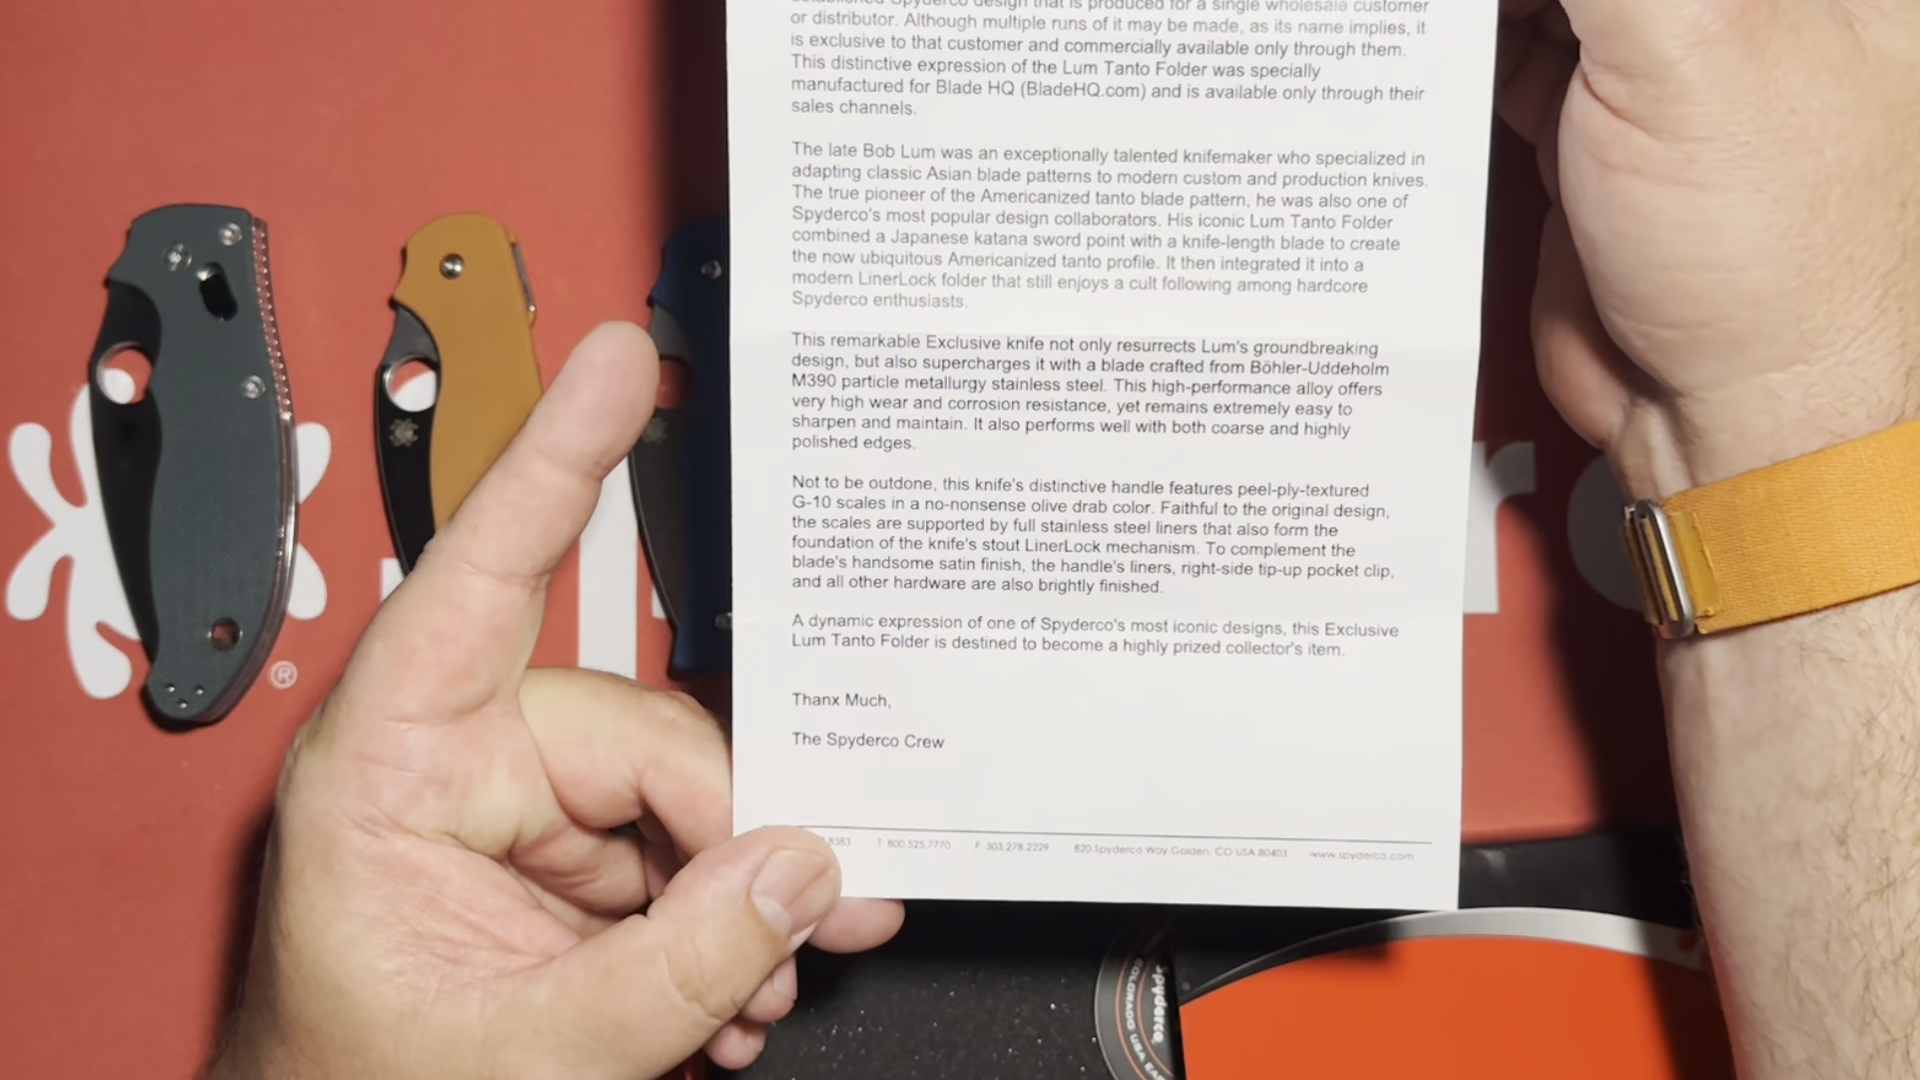 established Spyderco design that is produced for a single wholesale customer
or distributor. Although multiple runs of it may be made, as its name implies, it
is exclusive to that customer and commercially available only through them.
This distinctive expression of the Lum Tanto Folder was specially
manufactured for Blade HQ (BladeHQ.com) and is available only through their
sales channels.
The late Bob Lum was an exceptionally talented knifemaker who specialized in
adapting classic Asian blade patterns to modern custom and production knives.
The true pioneer of the Americanized tanto blade pattern, he was also one of
Spyderco's most popular design collaborators. His iconic Lum Tanto Folder
combined a Japanese katana sword point with a knife-length blade to create
the now ubiquitous Americanized tanto profile. It then integrated it into a
modern LinerLock folder that still enjoys a cult following among hardcore
Spyderco enthusiasts.
This remarkable Exclusive knife not only resurrects Lum's groundbreaking
design, but also supercharges it with a blade crafted from Böhler-Uddeholm
M390 particle metallurgy stainless steel. This high-performance alloy offers
very high wear and corrosion resistance, yet remains extremely easy to
sharpen and maintain. It also performs well with both coarse and highly
polished edges.
Not to be outdone, this knife's distinctive handle features peel-ply-textured
G-10 scales in a no-nonsense olive drab color. Faithful to the original design,
the scales are supported by full stainless steel liners that also form the
foundation of the knife's stout LinerLock mechanism. To complement the
blade's handsome satin finish, the handle's liners, right-side tip-up pocket clip,
and all other hardware are also brightly finished.
A dynamic expression of one of Spyderco's most iconic designs, this Exclusive
Lum Tanto Folder is destined to become a highly prized collector's item.
Thanx Much,
The Spyderco Crew
8383 T 800.525.7770 F 303.278.2229 820 Spyderco Way Golden, CO USA 80403 www.spyderco.com
®
Spyderco
COLORADO USA EARTH